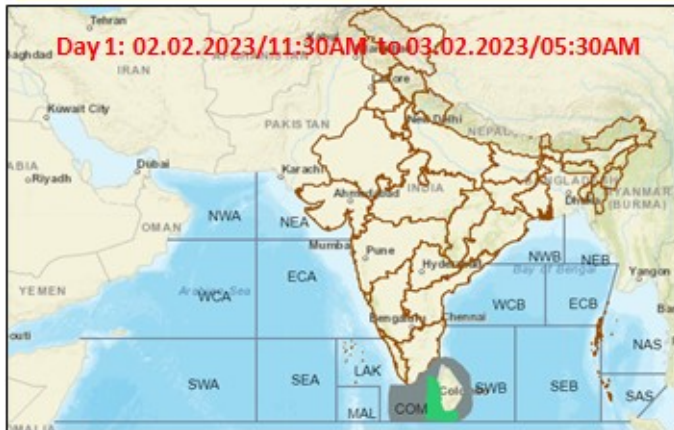 Tehran
Day 1: 02.02.2023/11:30AM to 03.02.2023/05:30AM
IRAN
Kuwait City
New Delhi
PAKISTAN
NEPAL
Dubai
Karachi
Riyadh
Ahmedabad
INDIA
MYANMAR
(BURMA)
OMAN
NWA
NEA
Mumbai
Pune
Hyderabad
NWB
NEB
Bay of Bengal
Yangon
ECA
YEMEN
Arabian Sea
WCA
WCB
ECB
Bengaluru
Chennai
NAS
LAK
SWA
SEA
SWB
SEB
SAS
MAL
COM